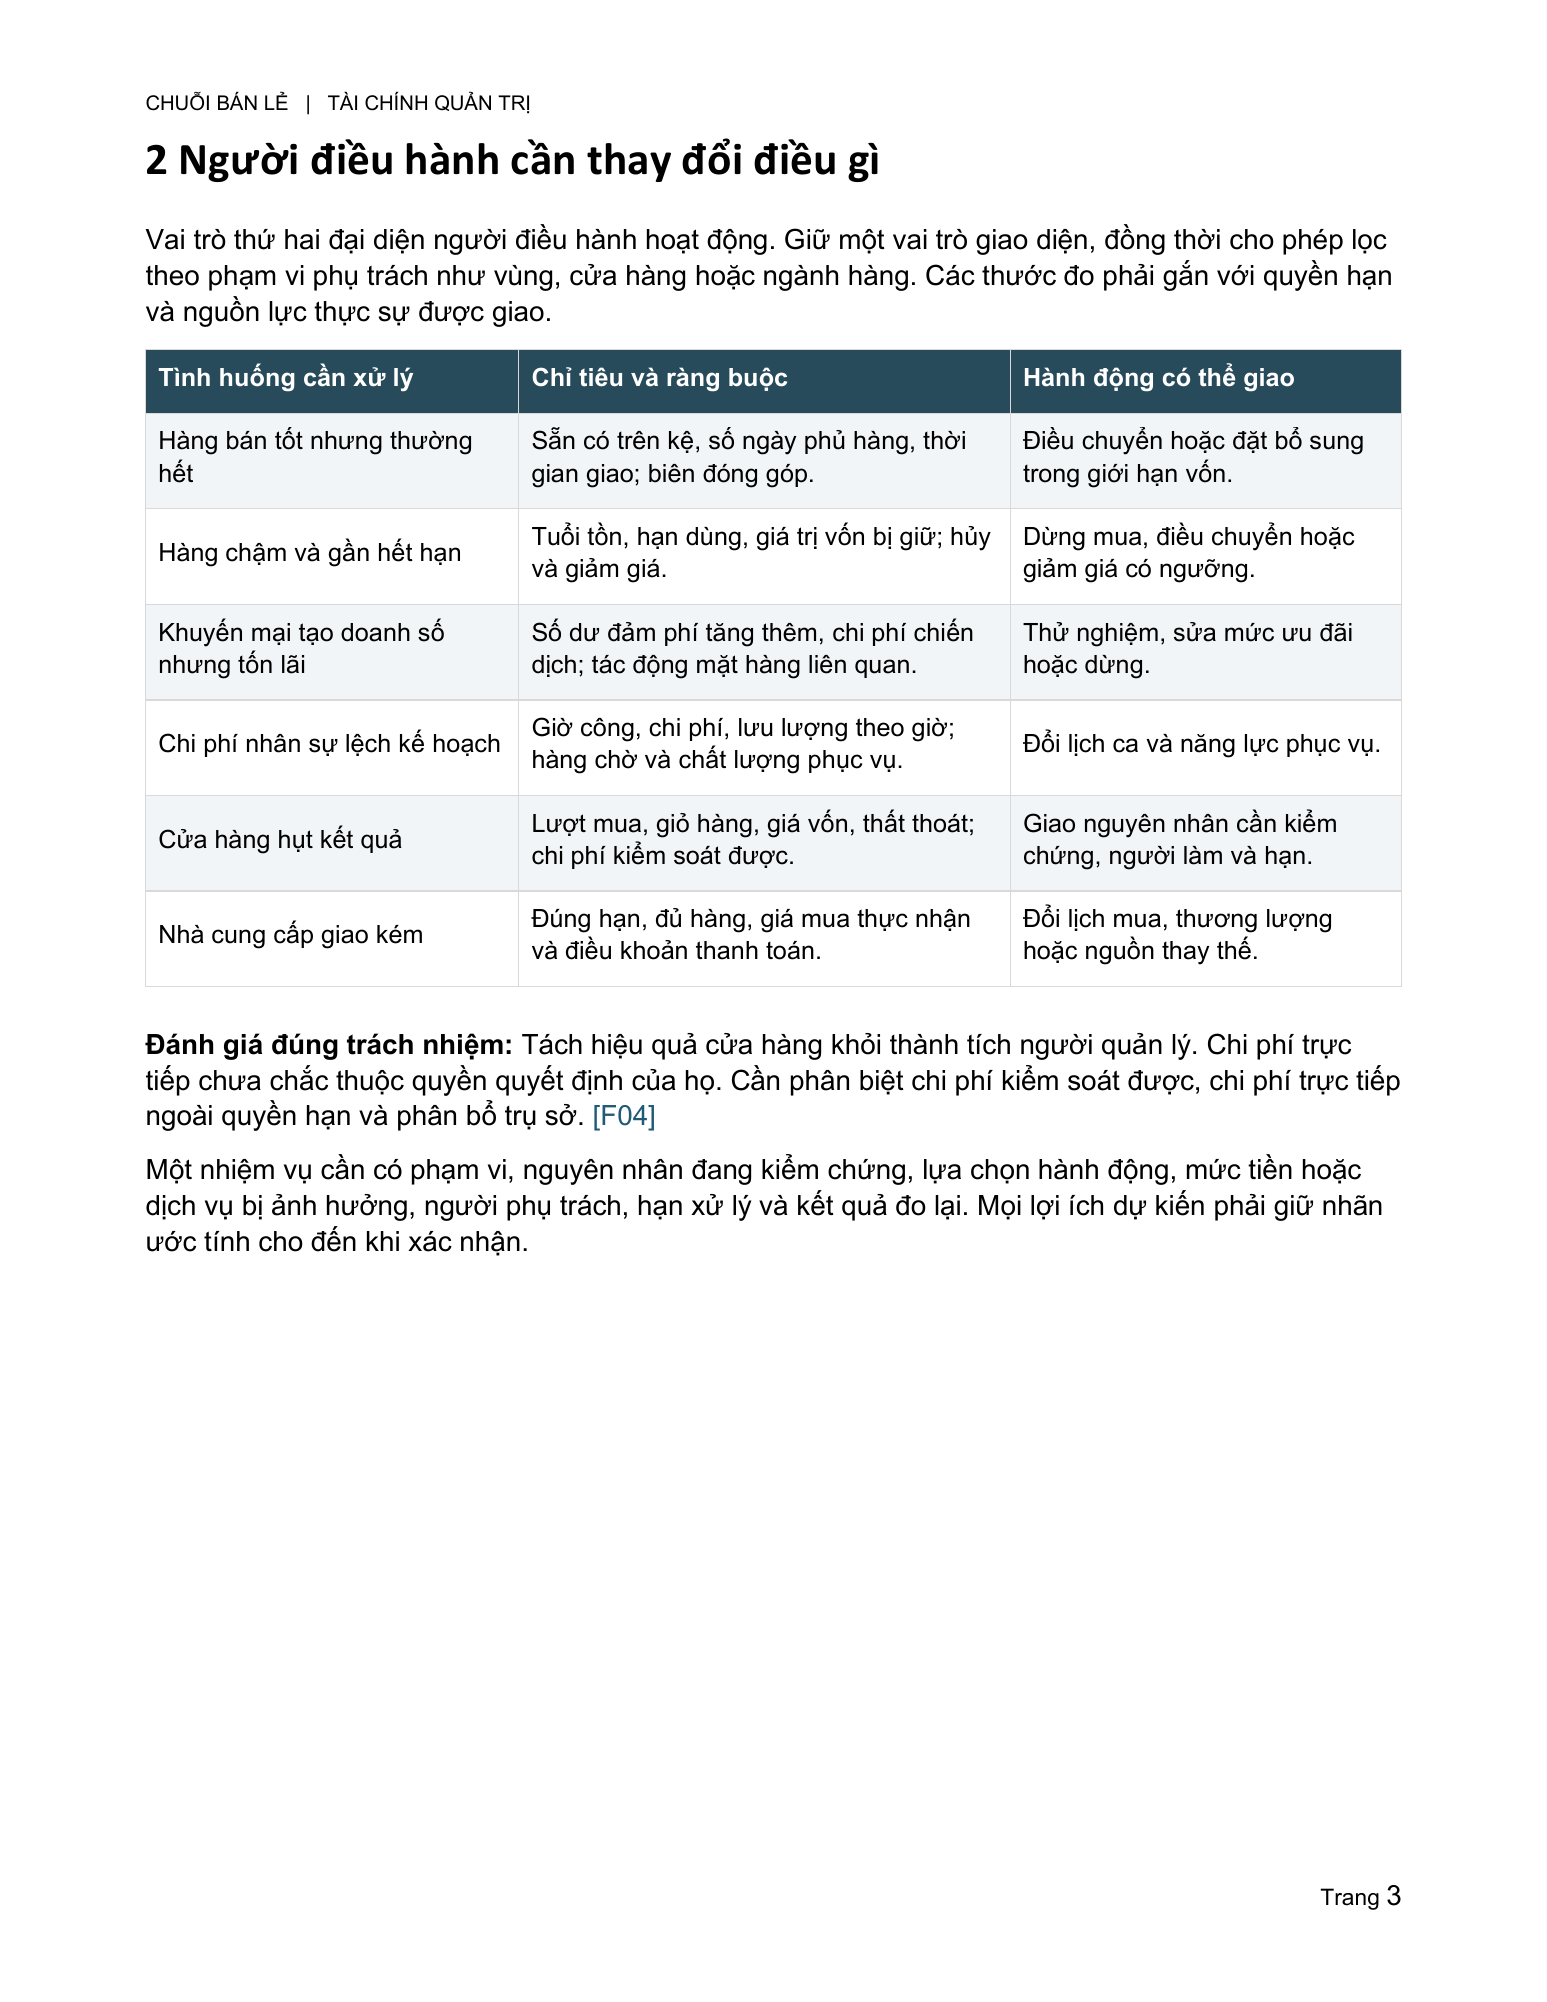 CHUỖI BÁN LẺ | TÀI CHÍNH QUẢN TRỊ
2 Người điều hành cần thay đổi điều gì
Vai trò thứ hai đại diện người điều hành hoạt động. Giữ một vai trò giao diện, đồng thời cho phép lọc
theo phạm vi phụ trách như vùng, cửa hàng hoặc ngành hàng. Các thước đo phải gắn với quyền hạn
và nguồn lực thực sự được giao.
Tình huống cần xử lý
Chỉ tiêu và ràng buộc
Hành động có thể giao
Hàng bán tốt nhưng thường
hết
Sẵn có trên kệ, số ngày phủ hàng, thời
gian giao; biên đóng góp.
Điều chuyển hoặc đặt bổ sung
trong giới hạn vốn.
Hàng chậm và gần hết hạn
Tuổi tồn, hạn dùng, giá trị vốn bị giữ; hủy
và giảm giá.
Dừng mua, điều chuyển hoặc
giảm giá có ngưỡng.
Khuyến mại tạo doanh số
nhưng tốn lãi
Số dư đảm phí tăng thêm, chi phí chiến
dịch; tác động mặt hàng liên quan.
Thử nghiệm, sửa mức ưu đãi
hoặc dừng.
Chi phí nhân sự lệch kế hoạch
Giờ công, chi phí, lưu lượng theo giờ;
hàng chờ và chất lượng phục vụ.
Đổi lịch ca và năng lực phục vụ.
Cửa hàng hụt kết quả
Lượt mua, giỏ hàng, giá vốn, thất thoát;
chi phí kiểm soát được.
Giao nguyên nhân cần kiểm
chứng, người làm và hạn.
Nhà cung cấp giao kém
Đúng hạn, đủ hàng, giá mua thực nhận
và điều khoản thanh toán.
Đổi lịch mua, thương lượng
hoặc nguồn thay thế.
Đánh giá đúng trách nhiệm: Tách hiệu quả cửa hàng khỏi thành tích người quản lý. Chi phí trực
tiếp chưa chắc thuộc quyền quyết định của họ. Cần phân biệt chi phí kiểm soát được, chi phí trực tiếp
ngoài quyền hạn và phân bổ trụ sở. [F04]
Một nhiệm vụ cần có phạm vi, nguyên nhân đang kiểm chứng, lựa chọn hành động, mức tiền hoặc
dịch vụ bị ảnh hưởng, người phụ trách, hạn xử lý và kết quả đo lại. Mọi lợi ích dự kiến phải giữ nhãn
ước tính cho đến khi xác nhận.
Trang 3